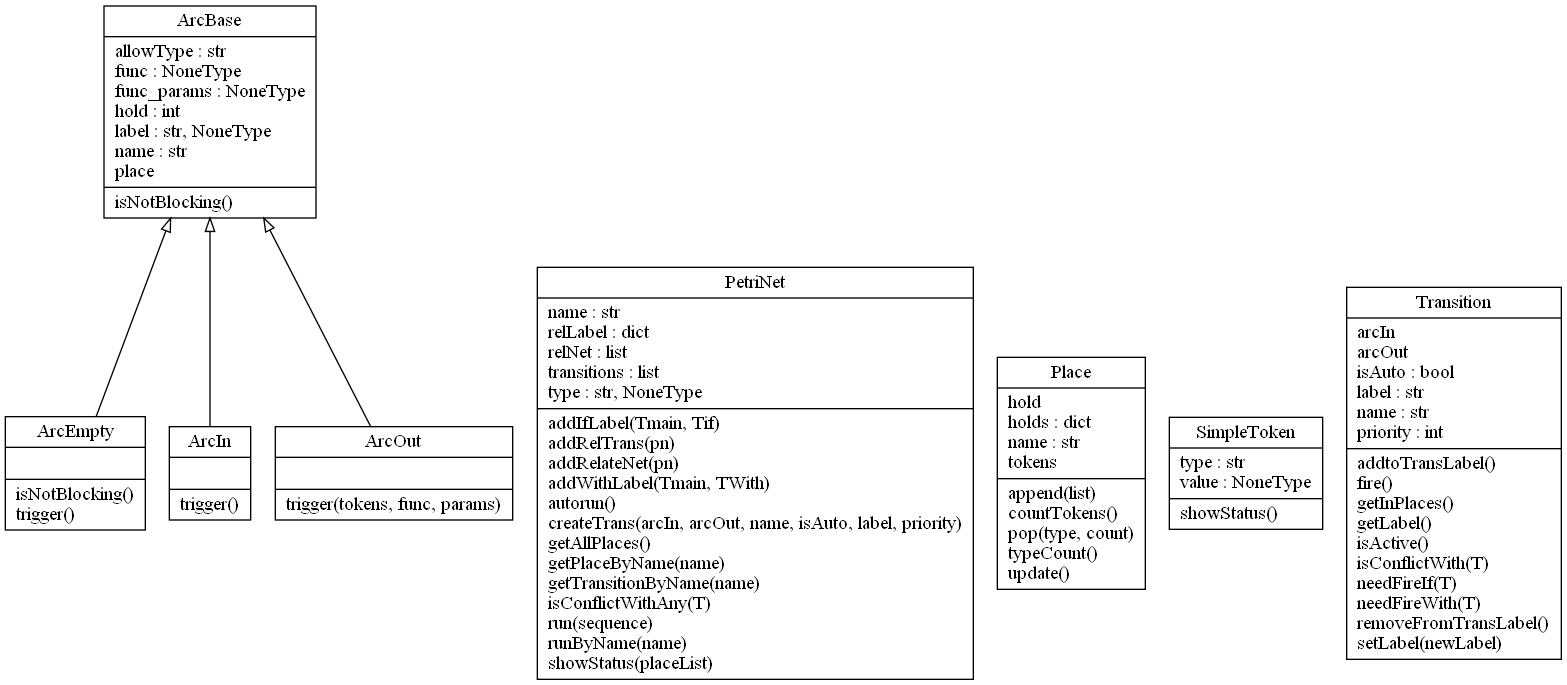 ArcBase
allowType : str
func : NoneType
func_params : NoneType
hold : int
label : str, NoneType
name : str
place
isNotBlocking()
ArcEmpty
isNotBlocking()
trigger()
ArcIn
trigger()
ArcOut
trigger(tokens, func, params)
PetriNet
name : str
relLabel : dict
relNet : list
transitions : list
type : str, NoneType
addIfLabel(Tmain, Tif)
addRelTrans(pn)
addRelateNet(pn)
addWithLabel(Tmain, TWith)
autorun()
createTrans(arcIn, arcOut, name, isAuto, label, priority)
getAllPlaces()
getPlaceByName(name)
getTransitionByName(name)
isConflictWithAny(T)
run(sequence)
runByName(name)
showStatus(placeList)
Place
hold
holds : dict
name : str
tokens
append(list)
countTokens()
pop(type, count)
typeCount()
update()
SimpleToken
type : str
value : NoneType
showStatus()
Transition
arcIn
arcOut
isAuto : bool
label : str
name : str
priority : int
addtoTransLabel()
fire()
getInPlaces()
getLabel()
isActive()
isConflictWith(T)
needFireIf(T)
needFireWith(T)
removeFromTransLabel()
setLabel(newLabel)